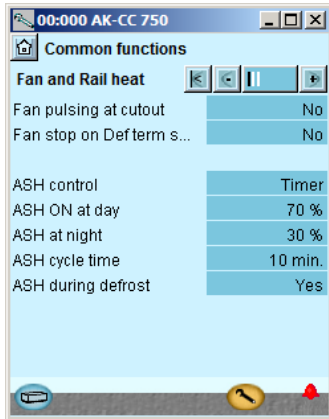 00:000 AK-CC 750
Common functions
Fan and Rail heat
Fan pulsing at cutout No
Fan stop on Def term s... No
ASH control Timer
ASH ON at day 70 %
ASH at night 30 %
ASH cycle time 10 min.
ASH during defrost Yes